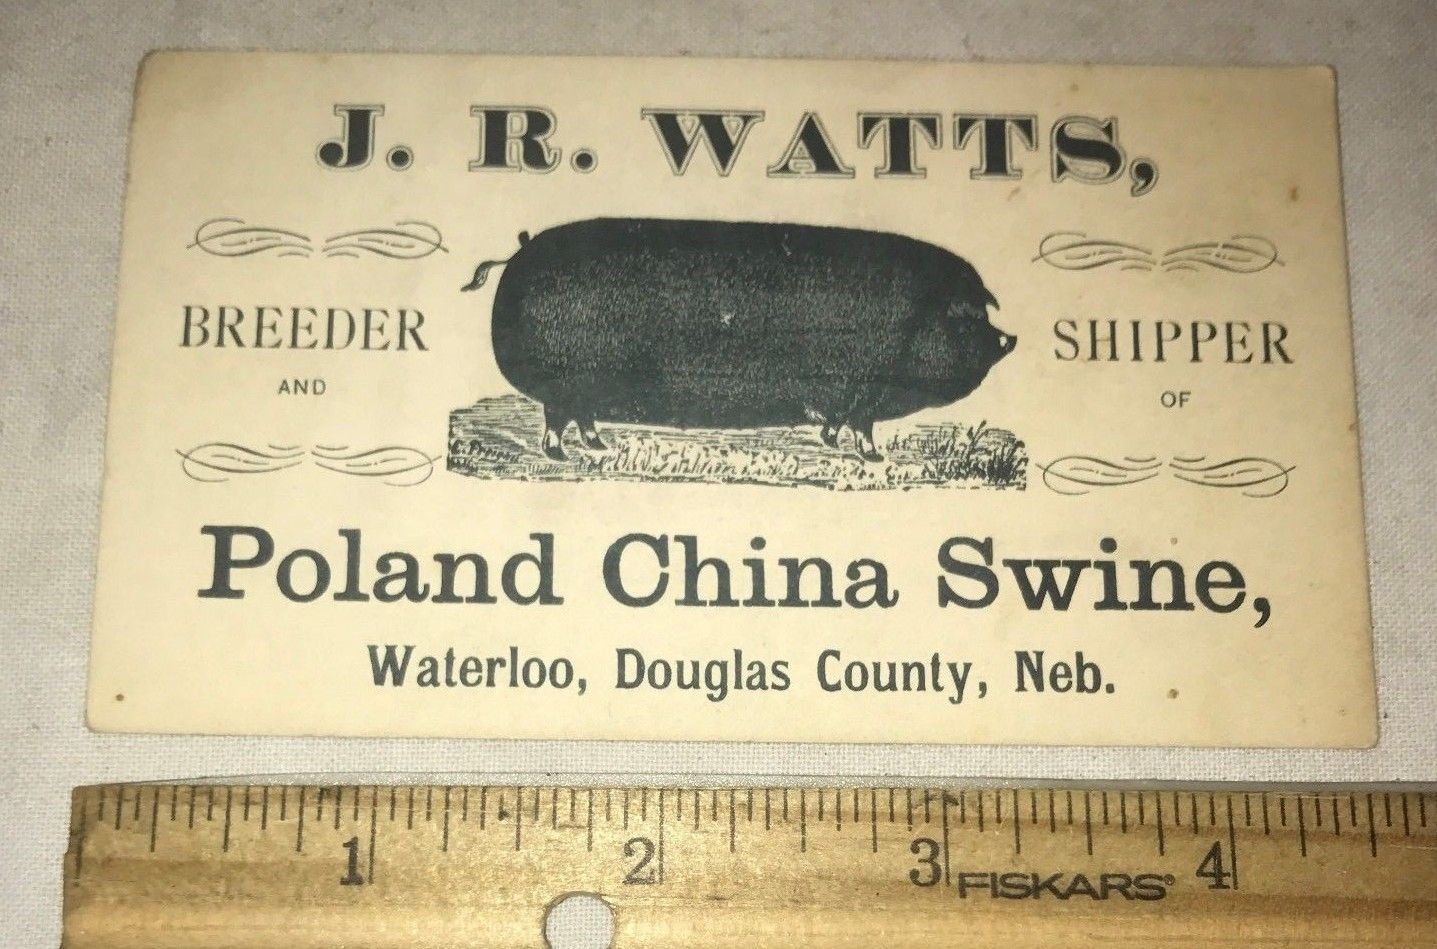 J. R. WATTS,
BREEDER
AND
SHIPPER
OF
Poland China Swine,
Waterloo, Douglas County, Neb.
1 2 3 4
FISKARS®